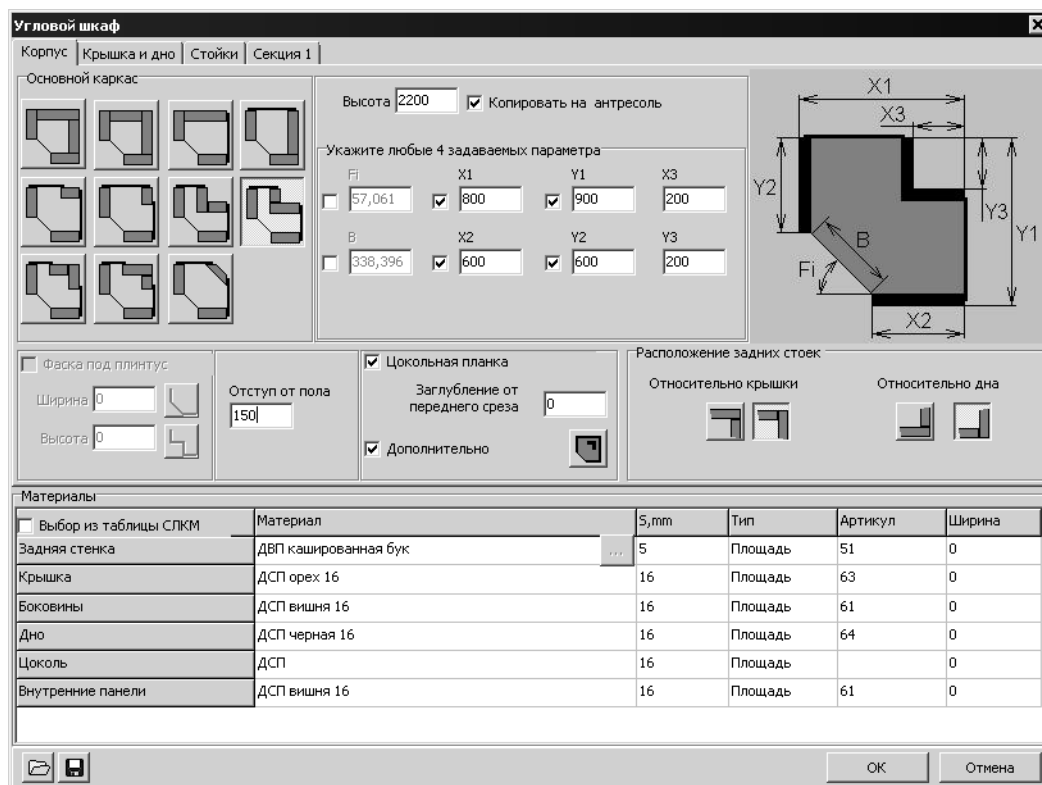 Угловой шкаф
Корпус Крышка и дно Стойки Секция 1
Основной каркас
Высота 2200 Копировать на антресоль
Укажите любые 4 задаваемых параметра
Fi X1 Y1 X3
57,061 800 900 200
B X2 Y2 Y3
338,396 600 600 200
X1
X3
Y2
Y3
Y1
B
Fi
X2
Фаска под плинтус
Ширина 0
Высота 0
Отступ от пола
150
Цокольная планка
Заглубление от
переднего среза 0
Дополнительно
Расположение задних стоек
Относительно крышки Относительно дна
Материалы
Выбор из таблицы СЛКМ Материал S,mm Тип Артикул Ширина
Задняя стенка ДВП кашированная бук ... 5 Площадь 51 0
Крышка ДСП орех 16 16 Площадь 63 0
Боковины ДСП вишня 16 16 Площадь 61 0
Дно ДСП черная 16 16 Площадь 64 0
Цоколь ДСП 16 Площадь 0
Внутренние панели ДСП вишня 16 16 Площадь 61 0
OK Отмена